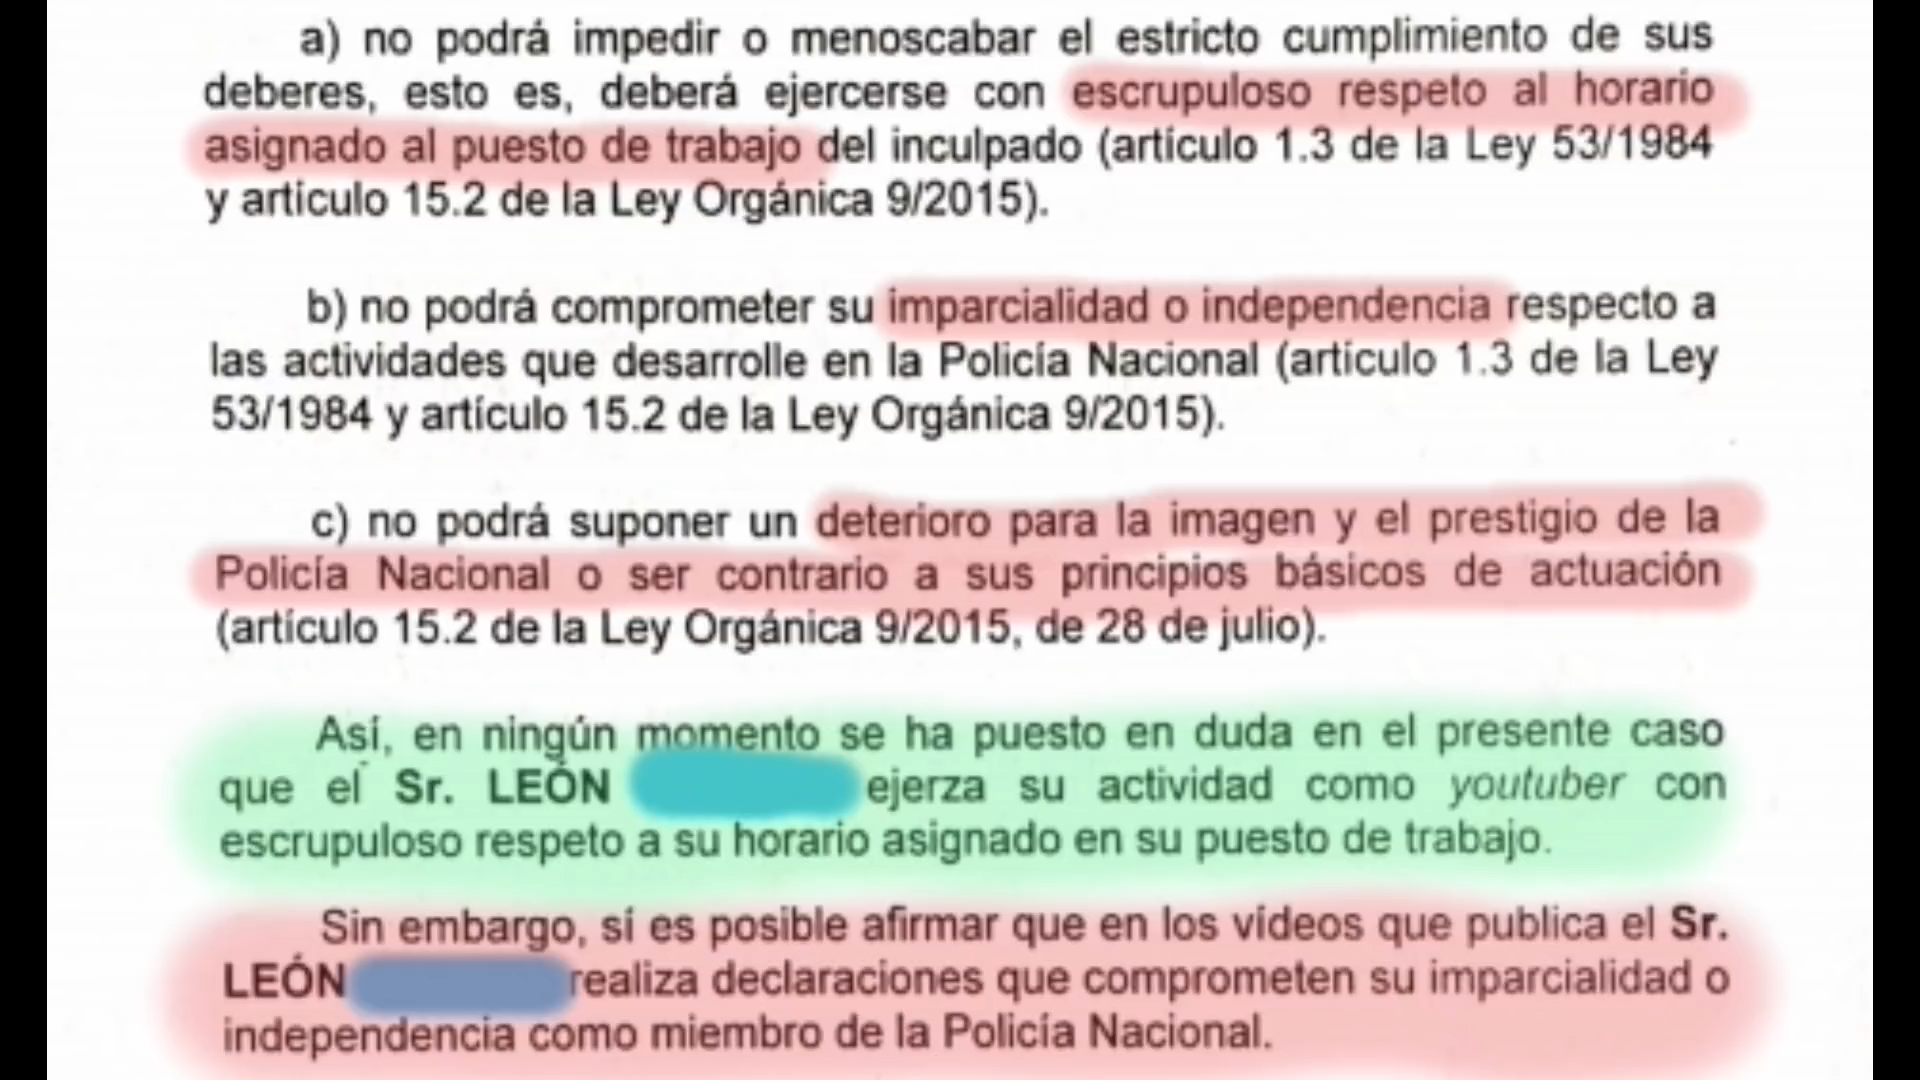 a) no podrá impedir o menoscabar el estricto cumplimiento de sus
deberes, esto es, deberá ejercerse con escrupuloso respeto al horario
asignado al puesto de trabajo del inculpado (artículo 1.3 de la Ley 53/1984
y artículo 15.2 de la Ley Orgánica 9/2015).
b) no podrá comprometer su imparcialidad o independencia respecto a
las actividades que desarrolle en la Policía Nacional (artículo 1.3 de la Ley
53/1984 y artículo 15.2 de la Ley Orgánica 9/2015).
c) no podrá suponer un deterioro para la imagen y el prestigio de la
Policía Nacional o ser contrario a sus principios básicos de actuación
(artículo 15.2 de la Ley Orgánica 9/2015, de 28 de julio).
Así, en ningún momento se ha puesto en duda en el presente caso
que el Sr. LEÓN ejerza su actividad como youtuber con
escrupuloso respeto a su horario asignado en su puesto de trabajo.
Sin embargo, sí es posible afirmar que en los vídeos que publica el Sr.
LEÓN realiza declaraciones que comprometen su imparcialidad o
independencia como miembro de la Policía Nacional.